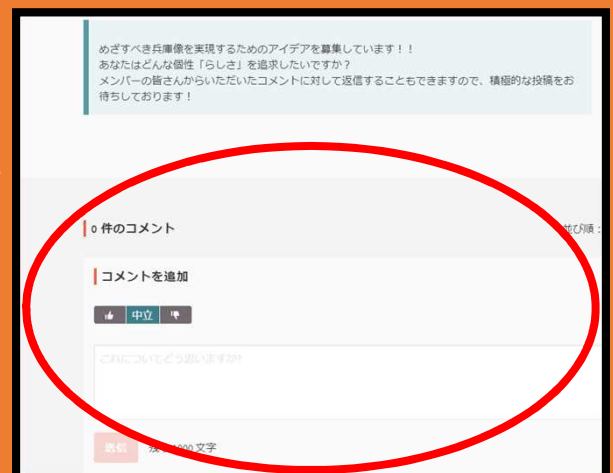 めざすべき兵庫像を実現するためのアイデアを募集しています！！
あなたはどんな個性「らしさ」を追求したいですか？
メンバーの皆さんからいただいたコメントに対して返信することもできますので、積極的な投稿をお
待ちしております！
0 件のコメント
並び順：
コメントを追加
中立
これについてどう思いますか?
送信 文字